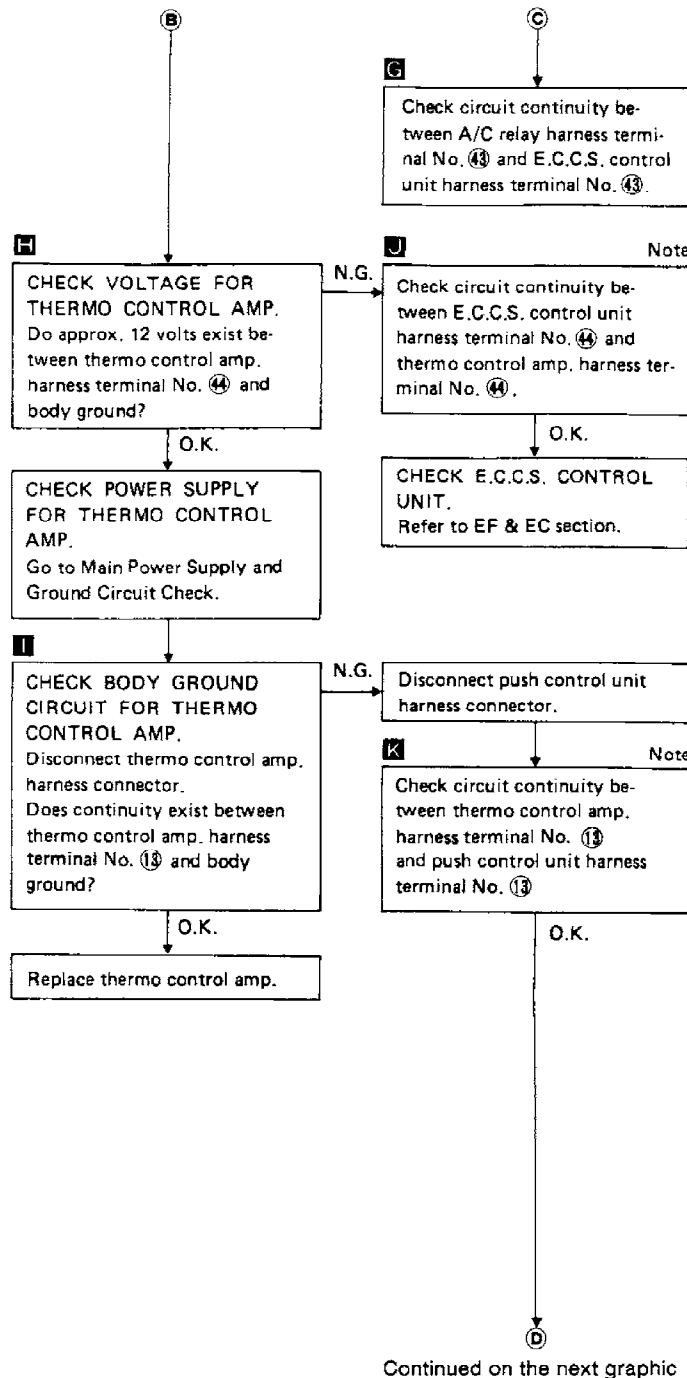 B
C
G
Check circuit continuity be-
tween A/C relay harness termi-
nal No. 43 and E.C.C.S. control
unit harness terminal No. 43.
H
CHECK VOLTAGE FOR
THERMO CONTROL AMP.
Do approx. 12 volts exist be-
tween thermo control amp.
harness terminal No. 44 and
body ground?
N.G.
J
Note
Check circuit continuity be-
tween E.C.C.S. control unit
harness terminal No. 44 and
thermo control amp. harness ter-
minal No. 44.
O.K.
O.K.
CHECK POWER SUPPLY
FOR THERMO CONTROL
AMP.
Go to Main Power Supply and
Ground Circuit Check.
CHECK E.C.C.S. CONTROL
UNIT.
Refer to EF & EC section.
I
CHECK BODY GROUND
CIRCUIT FOR THERMO
CONTROL AMP.
Disconnect thermo control amp.
harness connector.
Does continuity exist between
thermo control amp. harness
terminal No. 13 and body
ground?
N.G.
Disconnect push control unit
harness connector.
K
Note
Check circuit continuity be-
tween thermo control amp.
harness terminal No. 13
and push control unit harness
terminal No. 13
O.K.
O.K.
Replace thermo control amp.
D
Continued on the next graphic